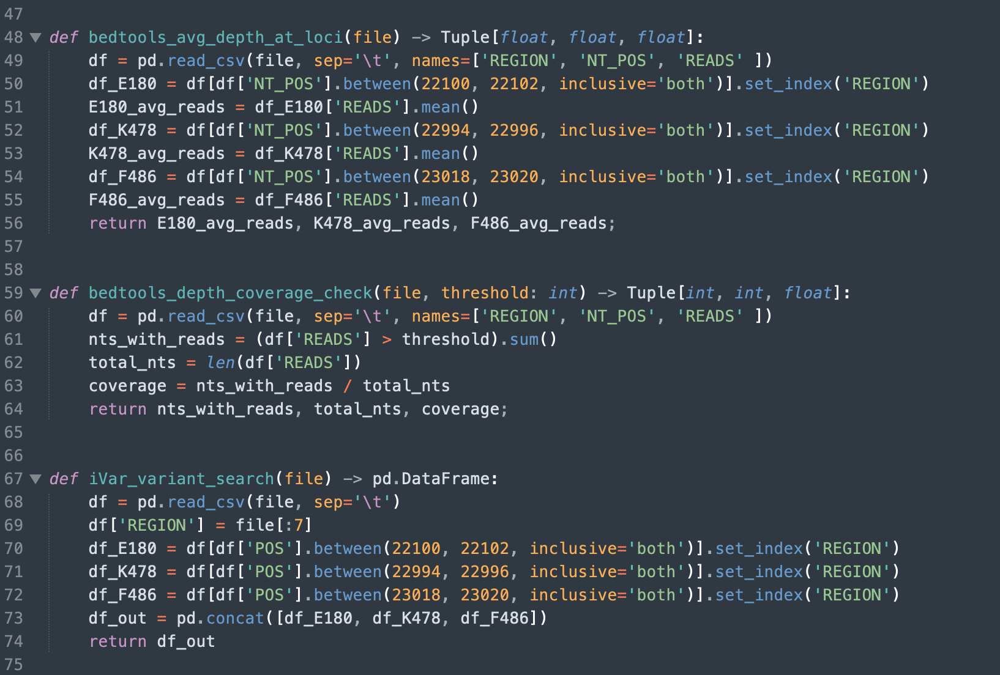 47
48 ▼ def bedtools_avg_depth_at_loci(file) -> Tuple[float, float, float]:
49     df = pd.read_csv(file, sep='\t', names=['REGION', 'NT_POS', 'READS' ])
50     df_E180 = df[df['NT_POS'].between(22100, 22102, inclusive='both')].set_index('REGION')
51     E180_avg_reads = df_E180['READS'].mean()
52     df_K478 = df[df['NT_POS'].between(22994, 22996, inclusive='both')].set_index('REGION')
53     K478_avg_reads = df_K478['READS'].mean()
54     df_F486 = df[df['NT_POS'].between(23018, 23020, inclusive='both')].set_index('REGION')
55     F486_avg_reads = df_F486['READS'].mean()
56     return E180_avg_reads, K478_avg_reads, F486_avg_reads;
57
58
59 ▼ def bedtools_depth_coverage_check(file, threshold: int) -> Tuple[int, int, float]:
60     df = pd.read_csv(file, sep='\t', names=['REGION', 'NT_POS', 'READS' ])
61     nts_with_reads = (df['READS'] > threshold).sum()
62     total_nts = len(df['READS'])
63     coverage = nts_with_reads / total_nts
64     return nts_with_reads, total_nts, coverage;
65
66
67 ▼ def iVar_variant_search(file) -> pd.DataFrame:
68     df = pd.read_csv(file, sep='\t')
69     df['REGION'] = file[:7]
70     df_E180 = df[df['POS'].between(22100, 22102, inclusive='both')].set_index('REGION')
71     df_K478 = df[df['POS'].between(22994, 22996, inclusive='both')].set_index('REGION')
72     df_F486 = df[df['POS'].between(23018, 23020, inclusive='both')].set_index('REGION')
73     df_out = pd.concat([df_E180, df_K478, df_F486])
74     return df_out
75